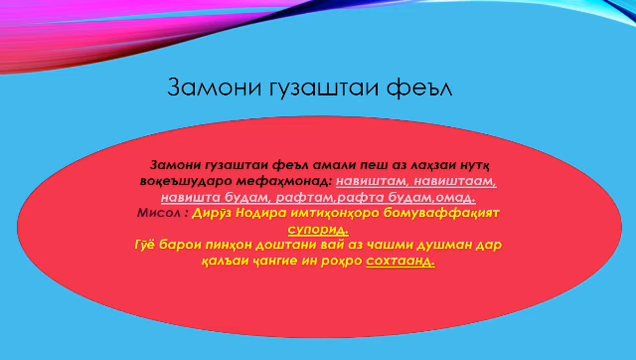 Замони гузаштаи феъл
Замони гузаштаи феъл амали пеш аз лаҳзаи нутқ
воқеъшударо мефаҳмонад: навиштам, навиштаам,
навишта будам, рафтам,рафта будам,омад.
Мисол : Дирӯз Нодира имтиҳонҳоро бомуваффақият
супорид.
Гӯё барои пинҳон доштани вай аз чашми душман дар
қалъаи ҷангие ин роҳро сохтаанд.